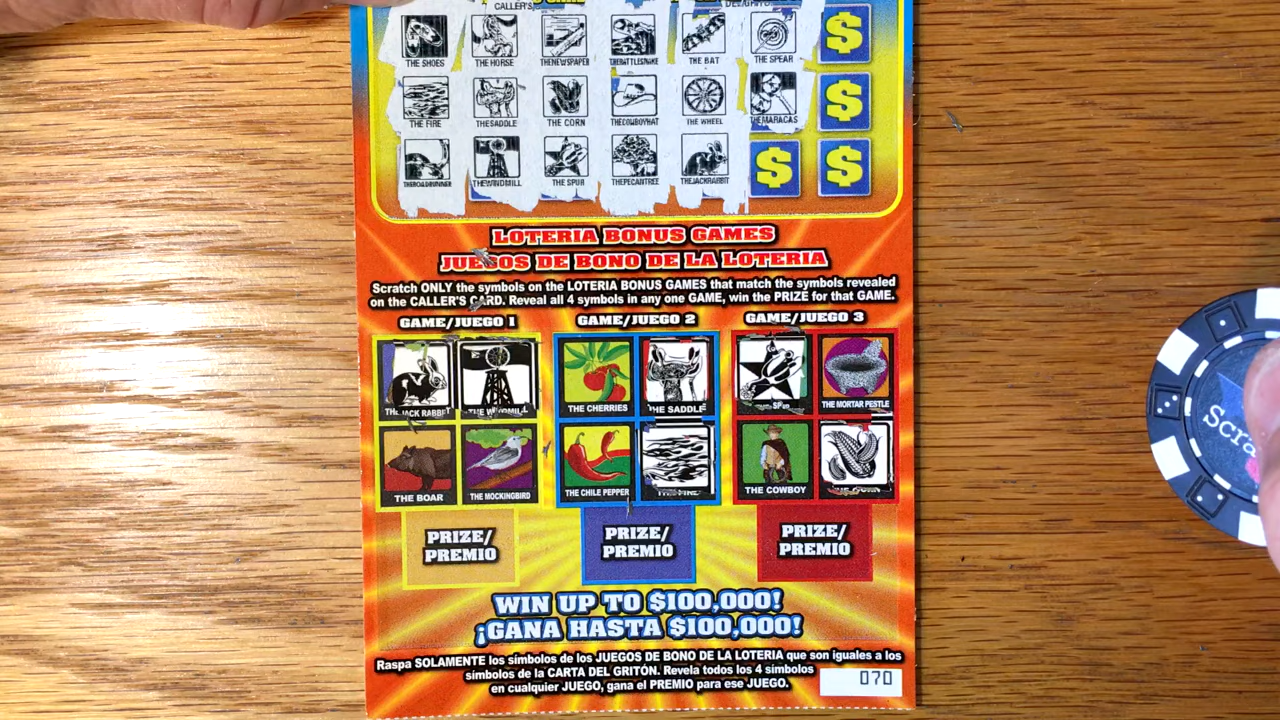 CALLER'S
THE SHOES THE HORSE THE NEWSPAPER THE RATTLESNAKE THE BAT THE SPEAR $
THE FIRE THE SADDLE THE CORN THE COWBOY HAT THE WHEEL THE MARACAS $
THE ROADRUNNER THE WINDMILL THE SPUR THE PECAN TREE THE JACKRABBIT $ $
LOTERIA BONUS GAMES
JUEGOS DE BONO DE LA LOTERIA
Scratch ONLY the symbols on the LOTERIA BONUS GAMES that match the symbols revealed
on the CALLER'S CARD. Reveal all 4 symbols in any one GAME, win the PRIZE for that GAME.
GAME/JUEGO 1 GAME/JUEGO 2 GAME/JUEGO 3
THE JACK RABBIT THE WINDMILL THE CHERRIES THE SADDLE SPUR THE MORTAR PESTLE
THE BOAR THE MOCKINGBIRD THE CHILE PEPPER THE FIRE THE COWBOY THE CORN
PRIZE/ PRIZE/ PRIZE/
PREMIO PREMIO PREMIO
WIN UP TO $100,000!
¡GANA HASTA $100,000!
Raspa SOLAMENTE los símbolos de los JUEGOS DE BONO DE LA LOTERIA que son iguales a los
símbolos de la CARTA DEL GRITÓN. Revela todos los 4 símbolos
en cualquier JUEGO, gana el PREMIO para ese JUEGO.
070